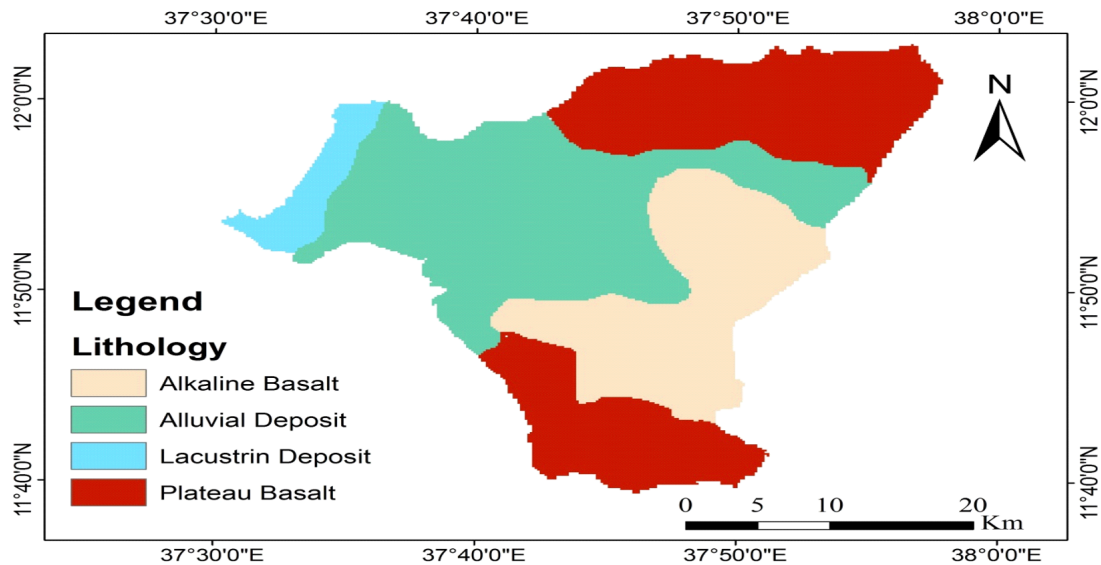 37°30'0"E 37°40'0"E 37°50'0"E 38°0'0"E
12°0'0"N 12°0'0"N
N
11°50'0"N 11°50'0"N
Legend
Lithology
Alkaline Basalt
Alluvial Deposit
Lacustrin Deposit
Plateau Basalt
11°40'0"N 11°40'0"N
0 5 10 20
Km
37°30'0"E 37°40'0"E 37°50'0"E 38°0'0"E